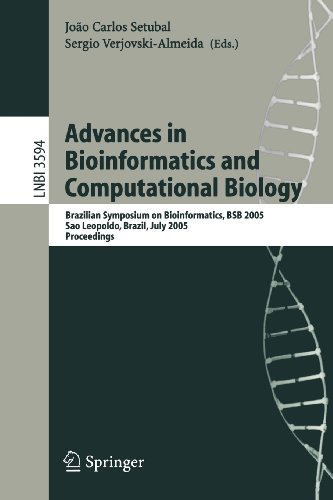 João Carlos Setubal
Sergio Verjovski-Almeida (Eds.)
LNBI 3594
Advances in
Bioinformatics and
Computational Biology
Brazilian Symposium on Bioinformatics, BSB 2005
Sao Leopoldo, Brazil, July 2005
Proceedings
Springer